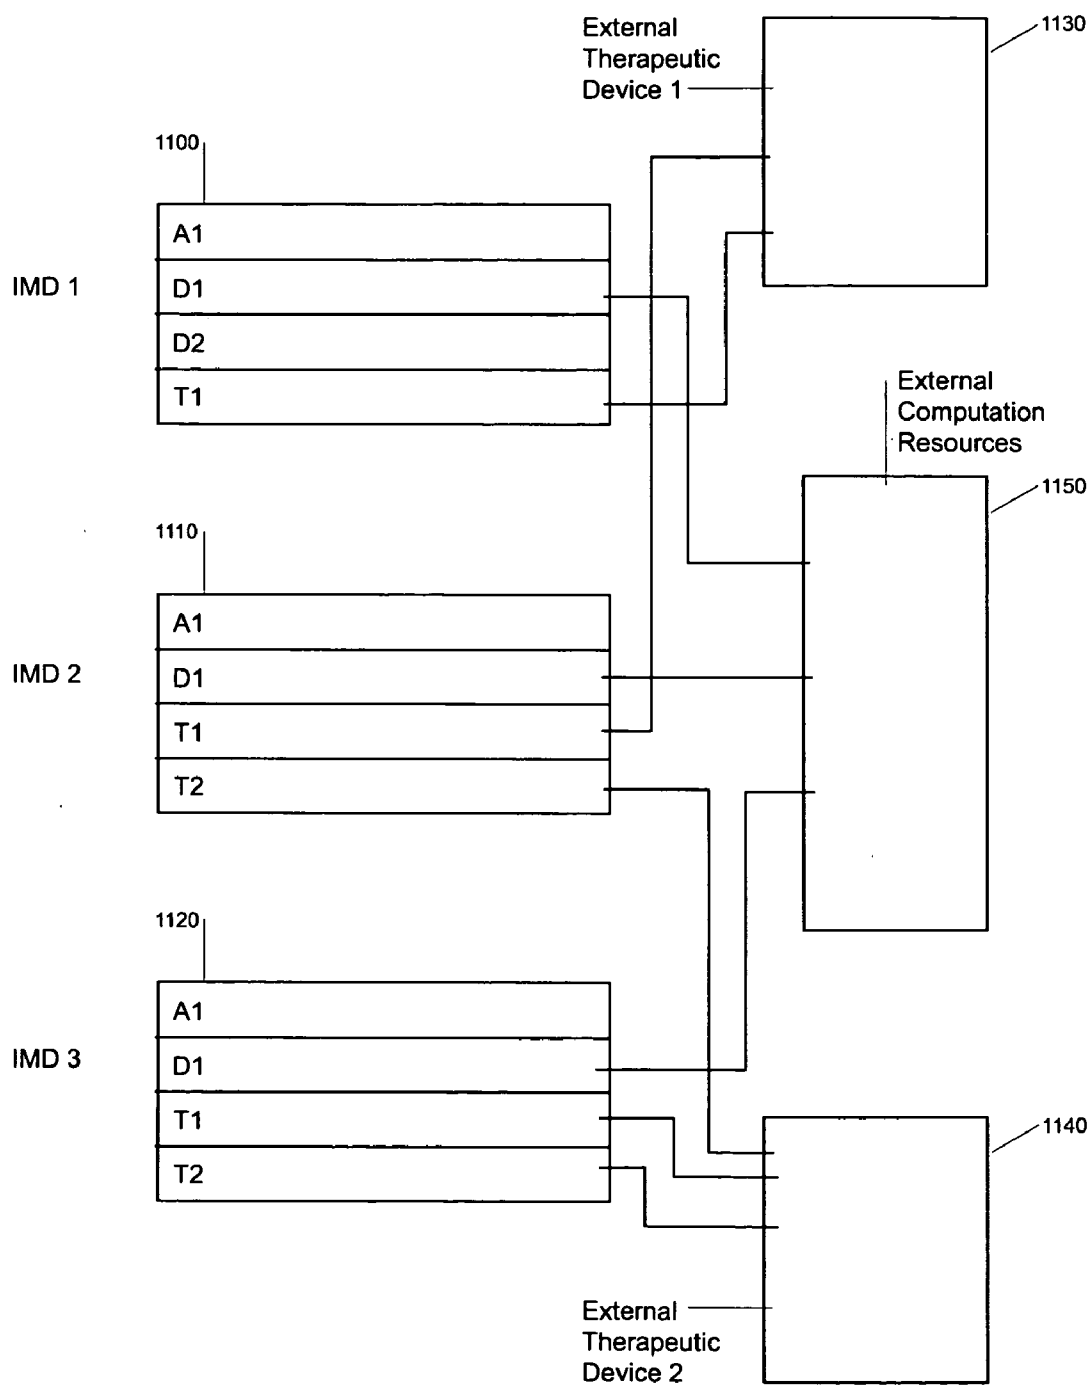 External
Therapeutic
Device 1
1130
1100
A1
IMD 1
D1
D2
T1
External
Computation
Resources
1150
1110
A1
IMD 2
D1
T1
T2
1120
A1
IMD 3
D1
T1
T2
1140
External
Therapeutic
Device 2